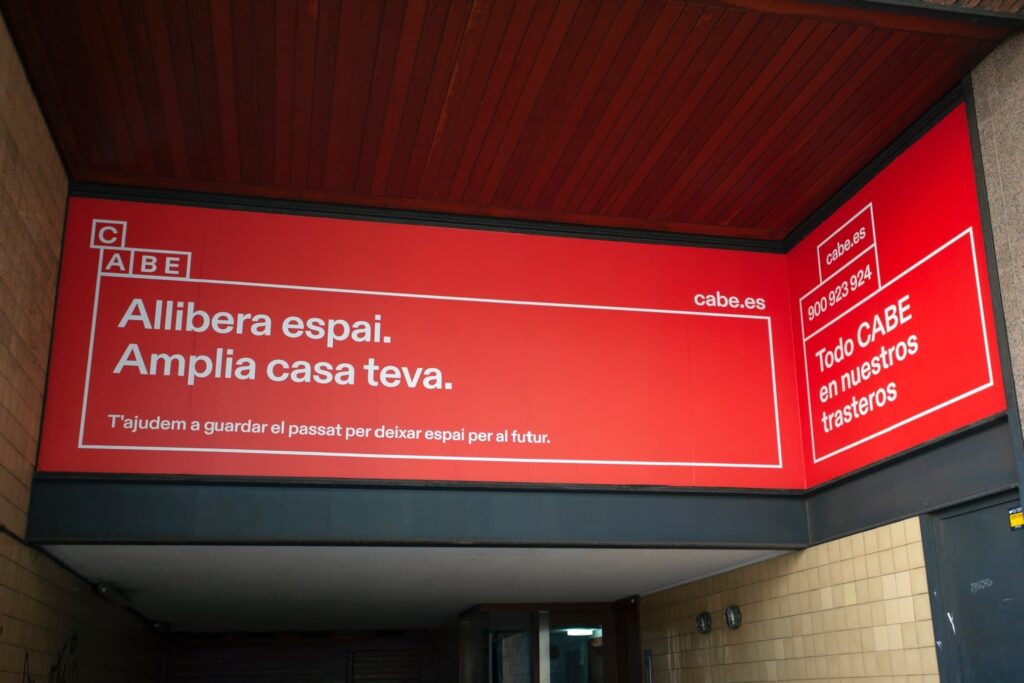 C
ABE
cabe.es
Allibera espai.
Amplia casa teva.
T'ajudem a guardar el passat per deixar espai per al futur.
cabe.es
900 923 924
Todo CABE
en nuestros
trasteros